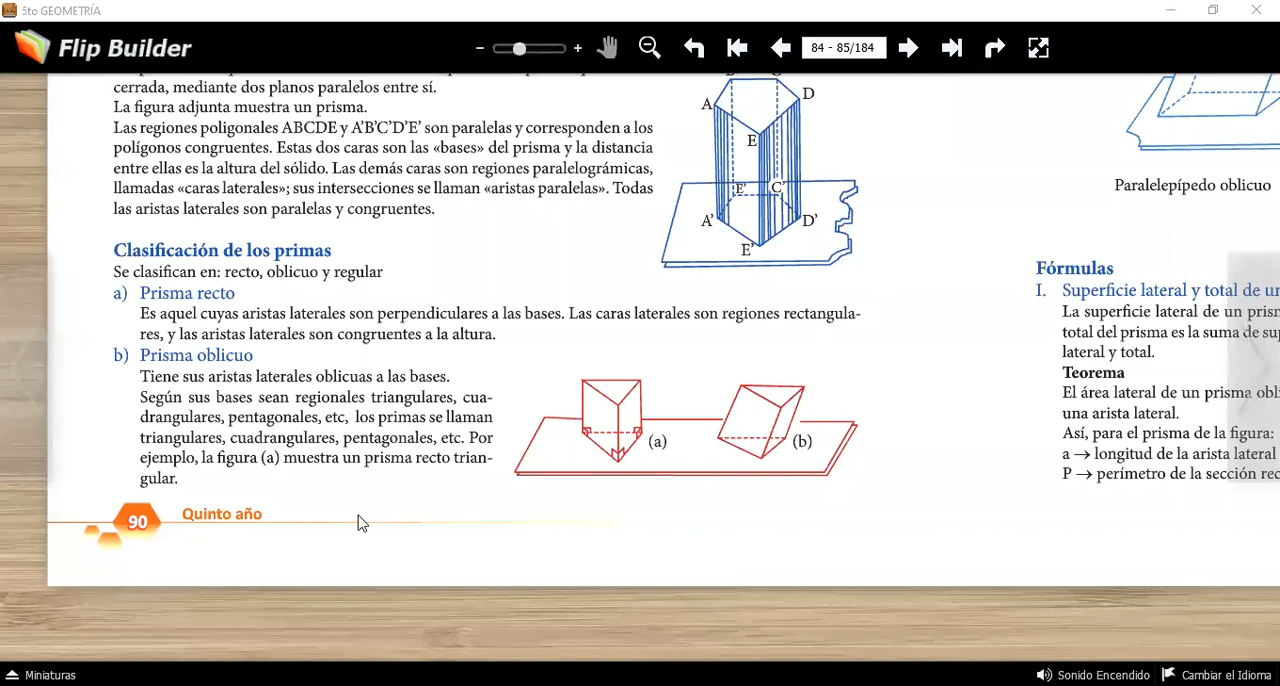 5to GEOMETRÍA
Flip Builder
84 - 85/184
cerrada, mediante dos planos paralelos entre sí.
La figura adjunta muestra un prisma.
Las regiones poligonales ABCDE y A'B'C'D'E' son paralelas y corresponden a los
polígonos congruentes. Estas dos caras son las «bases» del prisma y la distancia
entre ellas es la altura del sólido. Las demás caras son regiones paralelográmicas,
llamadas «caras laterales»; sus intersecciones se llaman «aristas paralelas». Todas
las aristas laterales son paralelas y congruentes.
A
D
E
E'
C'
A'
D'
E'
Clasificación de los primas
Se clasifican en: recto, oblicuo y regular
a) Prisma recto
Es aquel cuyas aristas laterales son perpendiculares a las bases. Las caras laterales son regiones rectangula-
res, y las aristas laterales son congruentes a la altura.
b) Prisma oblicuo
Tiene sus aristas laterales oblicuas a las bases.
Según sus bases sean regionales triangulares, cua-
drangulares, pentagonales, etc, los primas se llaman
triangulares, cuadrangulares, pentagonales, etc. Por
ejemplo, la figura (a) muestra un prisma recto trian-
gular.
(a)
(b)
90
Quinto año
Paralelepípedo oblicuo
Fórmulas
I. Superficie lateral y total de un
La superficie lateral de un prism
total del prisma es la suma de su
lateral y total.
Teorema
El área lateral de un prisma obli
una arista lateral.
Así, para el prisma de la figura:
a → longitud de la arista lateral
P → perímetro de la sección rec
Miniaturas
Sonido Encendido
Cambiar el Idioma